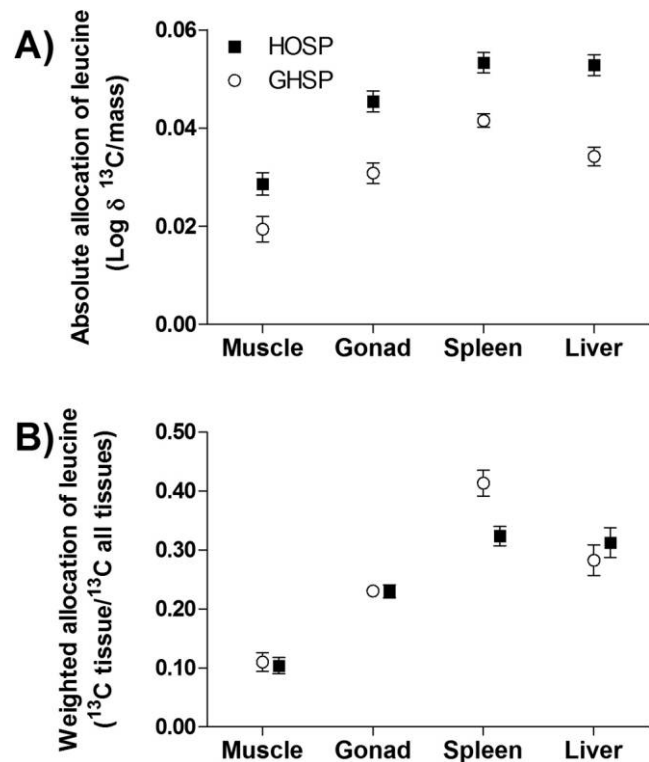 A)
Absolute allocation of leucine
(Log δ ¹³C/mass)
0.06
0.04
0.02
0.00
HOSP
GHSP
Muscle Gonad Spleen Liver
B)
Weighted allocation of leucine
(¹³C tissue/¹³C all tissues)
0.50
0.40
0.30
0.20
0.10
0.00
Muscle Gonad Spleen Liver